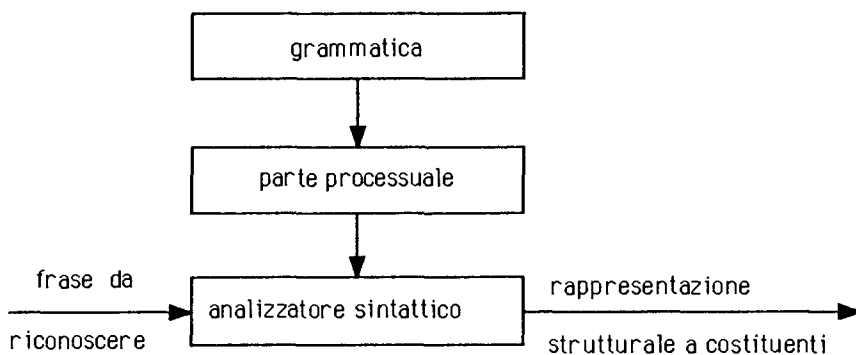 grammatica
parte processuale
frase da
riconoscere
analizzatore sintattico
rappresentazione
strutturale a costituenti